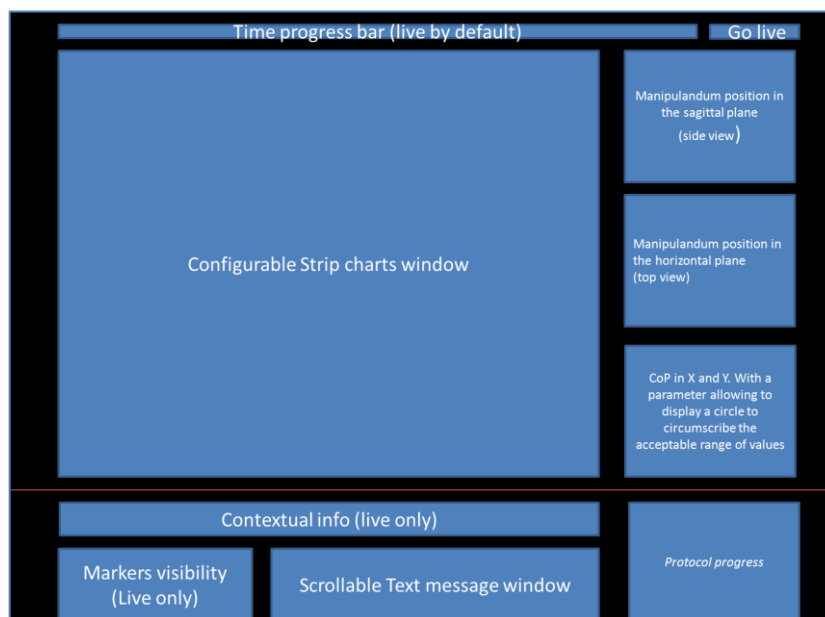 Time progress bar (live by default)
Go live
Configurable Strip charts window
Manipulandum position in
the sagittal plane
(side view)
Manipulandum position in
the horizontal plane
(top view)
CoP in X and Y. With a
parameter allowing to
display a circle to
circumscribe the
acceptable range of values
Contextual info (live only)
Markers visibility
(Live only)
Scrollable Text message window
Protocol progress